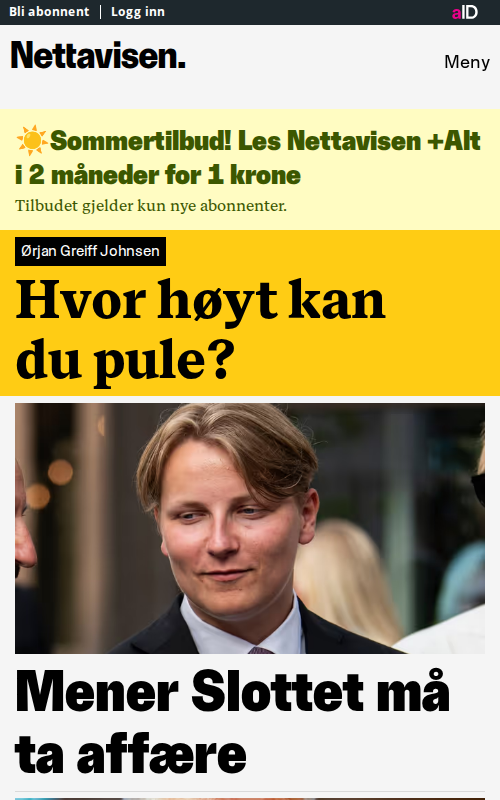 Bli abonnent | Logg inn
aID
Nettavisen.
Meny
☀️Sommertilbud! Les Nettavisen +Alt
i 2 måneder for 1 krone
Tilbudet gjelder kun nye abonnenter.
Ørjan Greiff Johnsen
Hvor høyt kan
du pule?
Mener Slottet må
ta affære